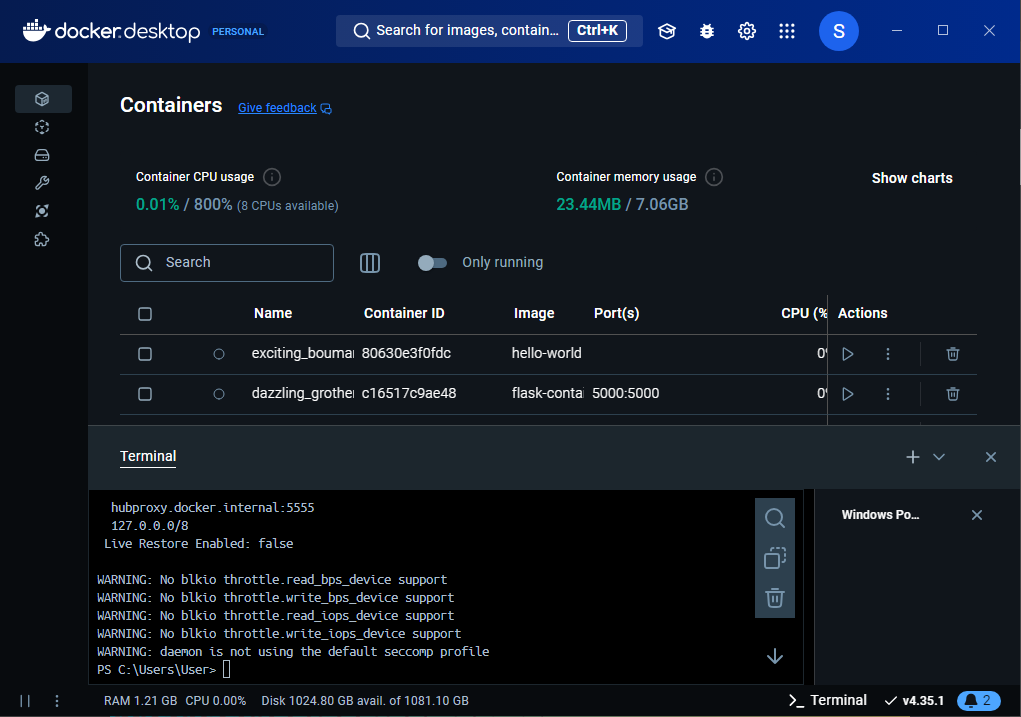 docker.desktop PERSONAL Search for images, contain... Ctrl+K S
Containers Give feedback
Container CPU usage Container memory usage Show charts
0.01% / 800% (8 CPUs available) 23.44MB / 7.06GB
Search Only running
Name Container ID Image Port(s) CPU (% Actions
exciting_bouman 80630e3f0fdc hello-world 0%
dazzling_grother c16517c9ae48 flask-contai 5000:5000 0%
Terminal
hubproxy.docker.internal:5555
127.0.0.0/8
Live Restore Enabled: false
WARNING: No blkio throttle.read_bps_device support
WARNING: No blkio throttle.write_bps_device support
WARNING: No blkio throttle.read_iops_device support
WARNING: No blkio throttle.write_iops_device support
WARNING: daemon is not using the default seccomp profile
PS C:\Users\User>
Windows Po...
RAM 1.21 GB CPU 0.00% Disk 1024.80 GB avail. of 1081.10 GB Terminal v4.35.1 2